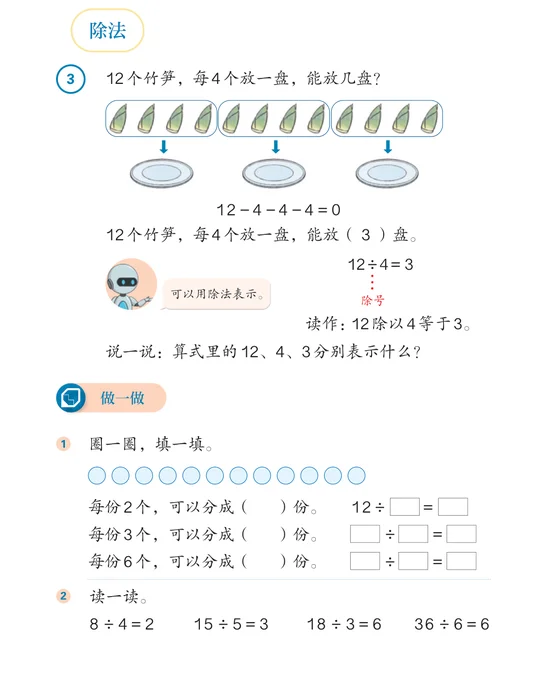 除法
3 12个竹笋，每4个放一盘，能放几盘？
12－4－4－4＝0
12个竹笋，每4个放一盘，能放（ 3 ）盘。
可以用除法表示。
12÷4＝3
除号
读作：12除以4等于3。
说一说：算式里的12、4、3分别表示什么？
做一做
1 圈一圈，填一填。
每份2个，可以分成（ ）份。 12÷□＝□
每份3个，可以分成（ ）份。 □÷□＝□
每份6个，可以分成（ ）份。 □÷□＝□
2 读一读。
8÷4＝2 15÷5＝3 18÷3＝6 36÷6＝6